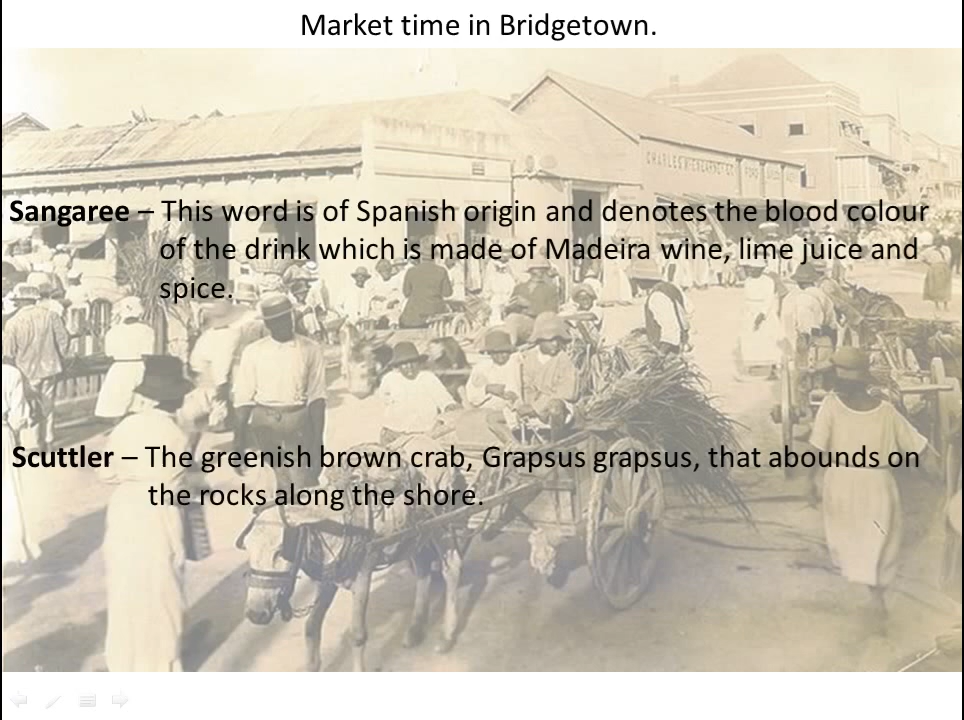 Market time in Bridgetown.
Sangaree – This word is of Spanish origin and denotes the blood colour
of the drink which is made of Madeira wine, lime juice and
spice.
Scuttler – The greenish brown crab, Grapsus grapsus, that abounds on
the rocks along the shore.